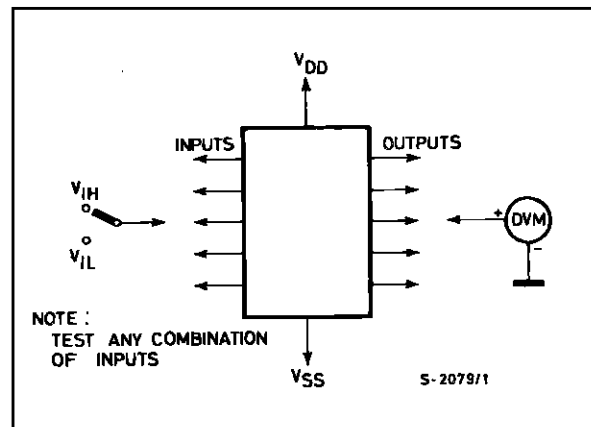 VDD
INPUTS
OUTPUTS
VIH
VIL
+
DVM
-
NOTE :
TEST ANY COMBINATION
OF INPUTS
VSS
S-2079/1